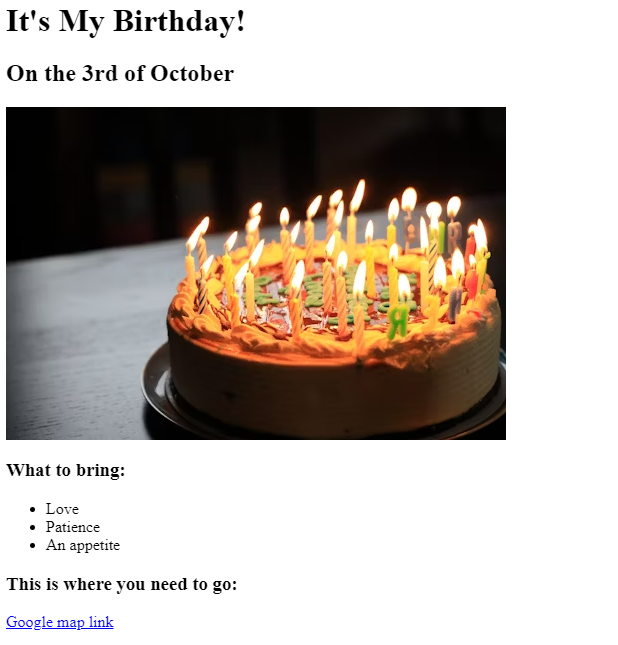 It's My Birthday!
On the 3rd of October
What to bring:
Love
Patience
An appetite
This is where you need to go:
Google map link